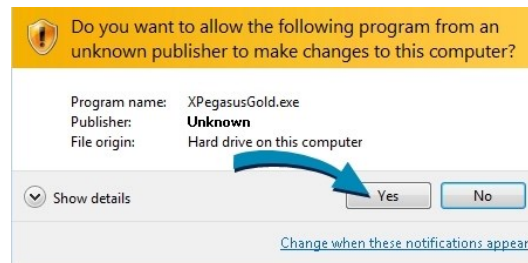 Do you want to allow the following program from an
unknown publisher to make changes to this computer?
Program name: XPegasusGold.exe
Publisher: Unknown
File origin: Hard drive on this computer
Show details
Yes No
Change when these notifications appear